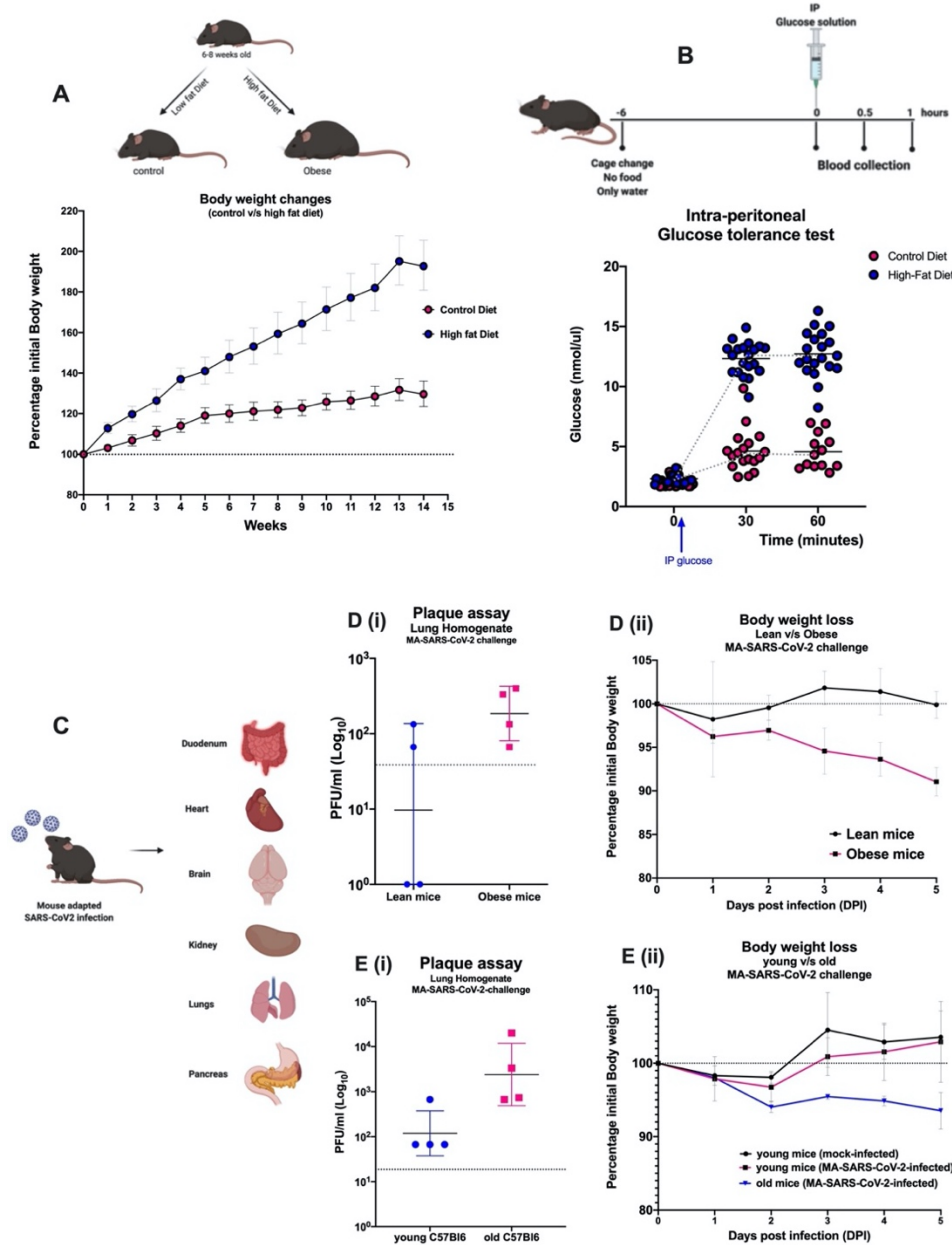 6-8 weeks old
A
Low fat Diet
High fat Diet
control
Obese
Body weight changes
(control v/s high fat diet)
Percentage initial Body weight
220
200
180
160
140
120
100
80
Control Diet
High fat Diet
0 1 2 3 4 5 6 7 8 9 10 11 12 13 14 15
Weeks
IP
Glucose solution
B
-6 0 0.5 1 hours
Cage change
No food
Only water
Blood collection
Intra-peritoneal
Glucose tolerance test
Control Diet
High-Fat Diet
Glucose (nmol/ul)
20
15
10
5
0
0 30 60
Time (minutes)
IP glucose
C
Mouse adapted
SARS-CoV2 infection
Duodenum
Heart
Brain
Kidney
Lungs
Pancreas
D (i)
Plaque assay
Lung Homogenate
MA-SARS-CoV-2 challenge
PFU/ml (Log10)
10³
10²
10¹
10⁰
Lean mice Obese mice
D (ii)
Body weight loss
Lean v/s Obese
MA-SARS-CoV-2 challenge
Percentage initial Body weight
105
100
95
90
85
80
Lean mice
Obese mice
0 1 2 3 4 5
Days post infection (DPI)
E (i)
Plaque assay
Lung Homogenate
MA-SARS-CoV-2-challenge
PFU/ml (Log10)
10⁵
10⁴
10³
10²
10¹
10⁰
young C57Bl6 old C57Bl6
E (ii)
Body weight loss
young v/s old
MA-SARS-CoV-2 challenge
Percentage initial Body weight
110
100
90
80
young mice (mock-infected)
young mice (MA-SARS-CoV-2-infected)
old mice (MA-SARS-CoV-2-infected)
0 1 2 3 4 5
Days post infection (DPI)